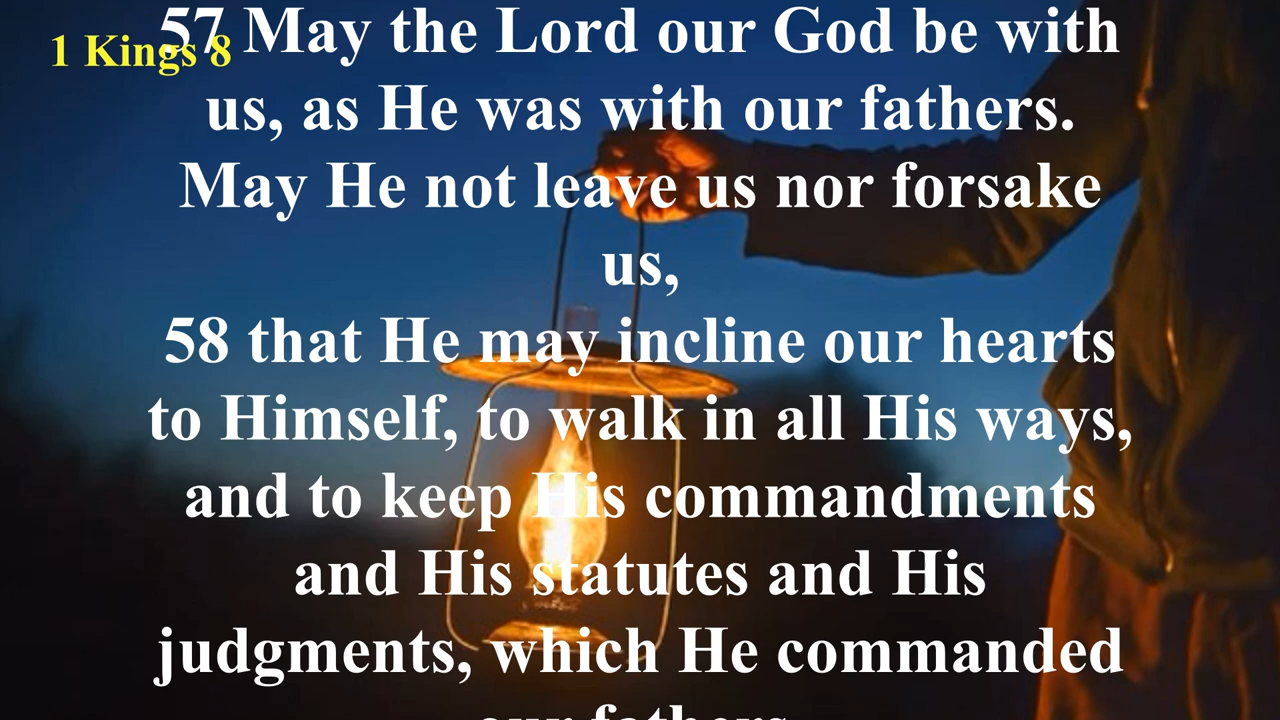 1 Kings 8
57 May the Lord our God be with
us, as He was with our fathers.
May He not leave us nor forsake
us,
58 that He may incline our hearts
to Himself, to walk in all His ways,
and to keep His commandments
and His statutes and His
judgments, which He commanded
our fathers